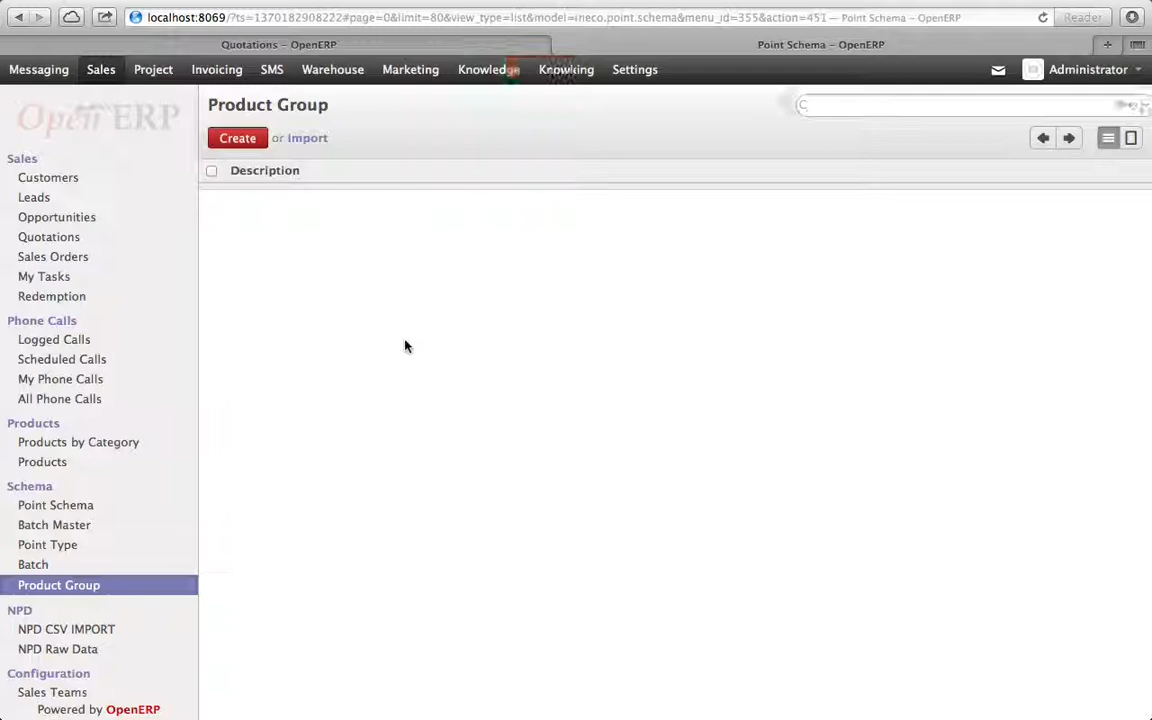 localhost:8069/?ts=1370182908222#page=0&limit=80&view_type=list&model=ineco.point.schema&menu_id=355&action=451 — Point Schema — OpenERP
Reader
Quotations — OpenERP
Point Schema — OpenERP
Messaging Sales Project Invoicing SMS Warehouse Marketing Knowledge Knowking Settings Administrator
Open ERP
Product Group
Create or Import
Description
Sales
Customers
Leads
Opportunities
Quotations
Sales Orders
My Tasks
Redemption
Phone Calls
Logged Calls
Scheduled Calls
My Phone Calls
All Phone Calls
Products
Products by Category
Products
Schema
Point Schema
Batch Master
Point Type
Batch
Product Group
NPD
NPD CSV IMPORT
NPD Raw Data
Configuration
Sales Teams
Powered by OpenERP